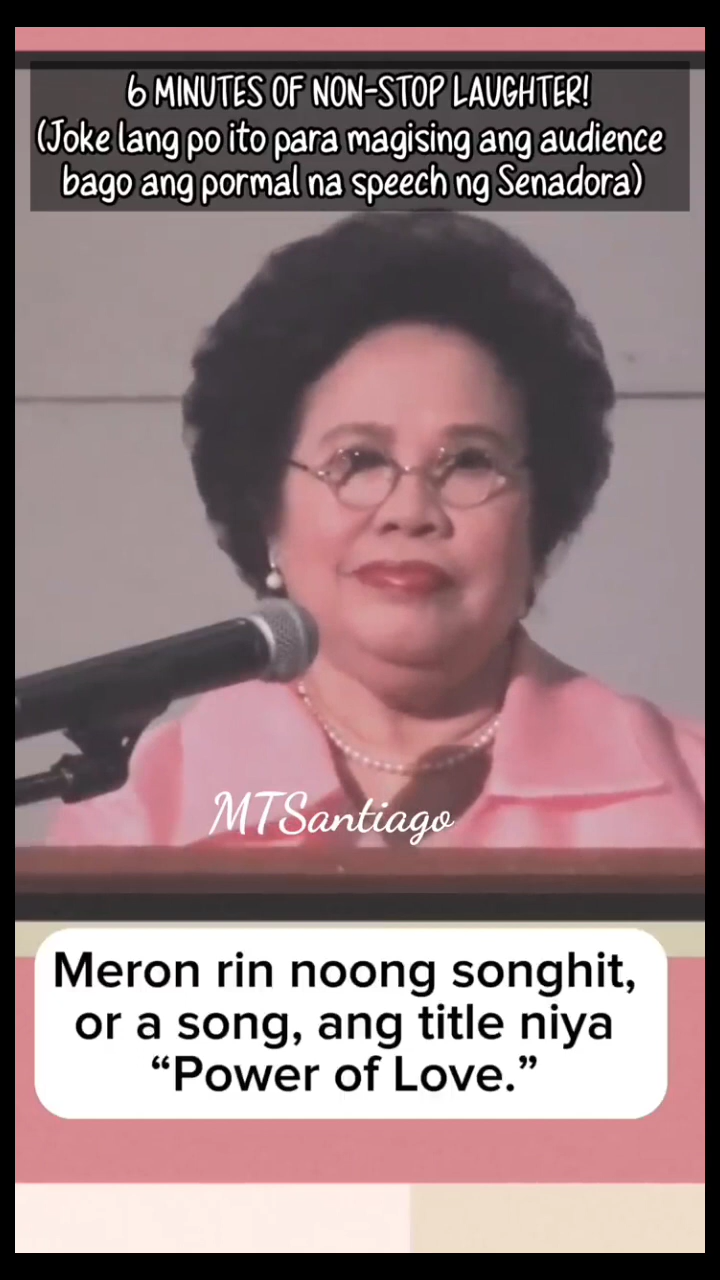 6 MINUTES OF NON-STOP LAUGHTER!
(Joke lang po ito para magising ang audience
bago ang pormal na speech ng Senadora)
MTSantiago
Meron rin noong songhit,
or a song, ang title niya
“Power of Love.”